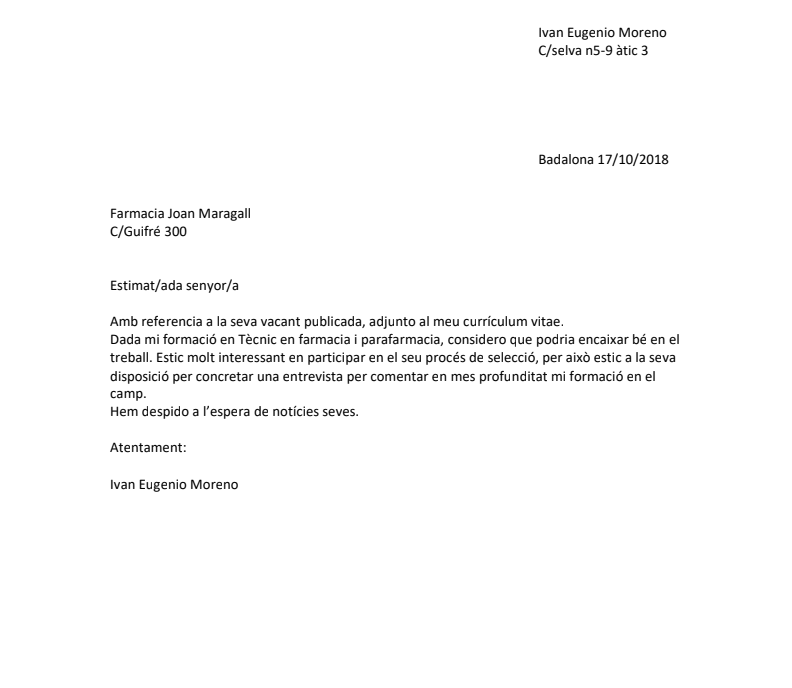 Ivan Eugenio Moreno
C/selva n5-9 àtic 3
Badalona 17/10/2018
Farmacia Joan Maragall
C/Guifré 300
Estimat/ada senyor/a
Amb referencia a la seva vacant publicada, adjunto al meu currículum vitae.
Dada mi formació en Tècnic en farmacia i parafarmacia, considero que podria encaixar bé en el
treball. Estic molt interessant en participar en el seu procés de selecció, per això estic a la seva
disposició per concretar una entrevista per comentar en mes profunditat mi formació en el
camp.
Hem despido a l’espera de notícies seves.
Atentament:
Ivan Eugenio Moreno